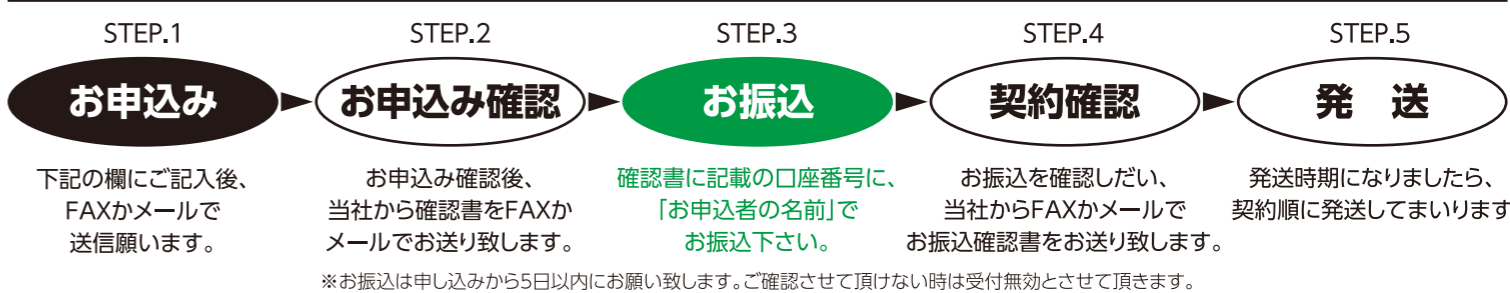 STEP.1
お申込み
下記の欄にご記入後、
FAXかメールで
送信願います。
STEP.2
お申込み確認
お申込み確認後、
当社から確認書をFAXか
メールでお送り致します。
STEP.3
お振込
確認書に記載の口座番号に、
「お申込者の名前」で
お振込下さい。
STEP.4
契約確認
お振込を確認しだい、
当社からFAXかメールで
お振込確認書をお送り致します。
STEP.5
発　送
発送時期になりましたら、
契約順に発送してまいります
※お振込は申し込みから5日以内にお願い致します。ご確認させて頂けない時は受付無効とさせて頂きます。